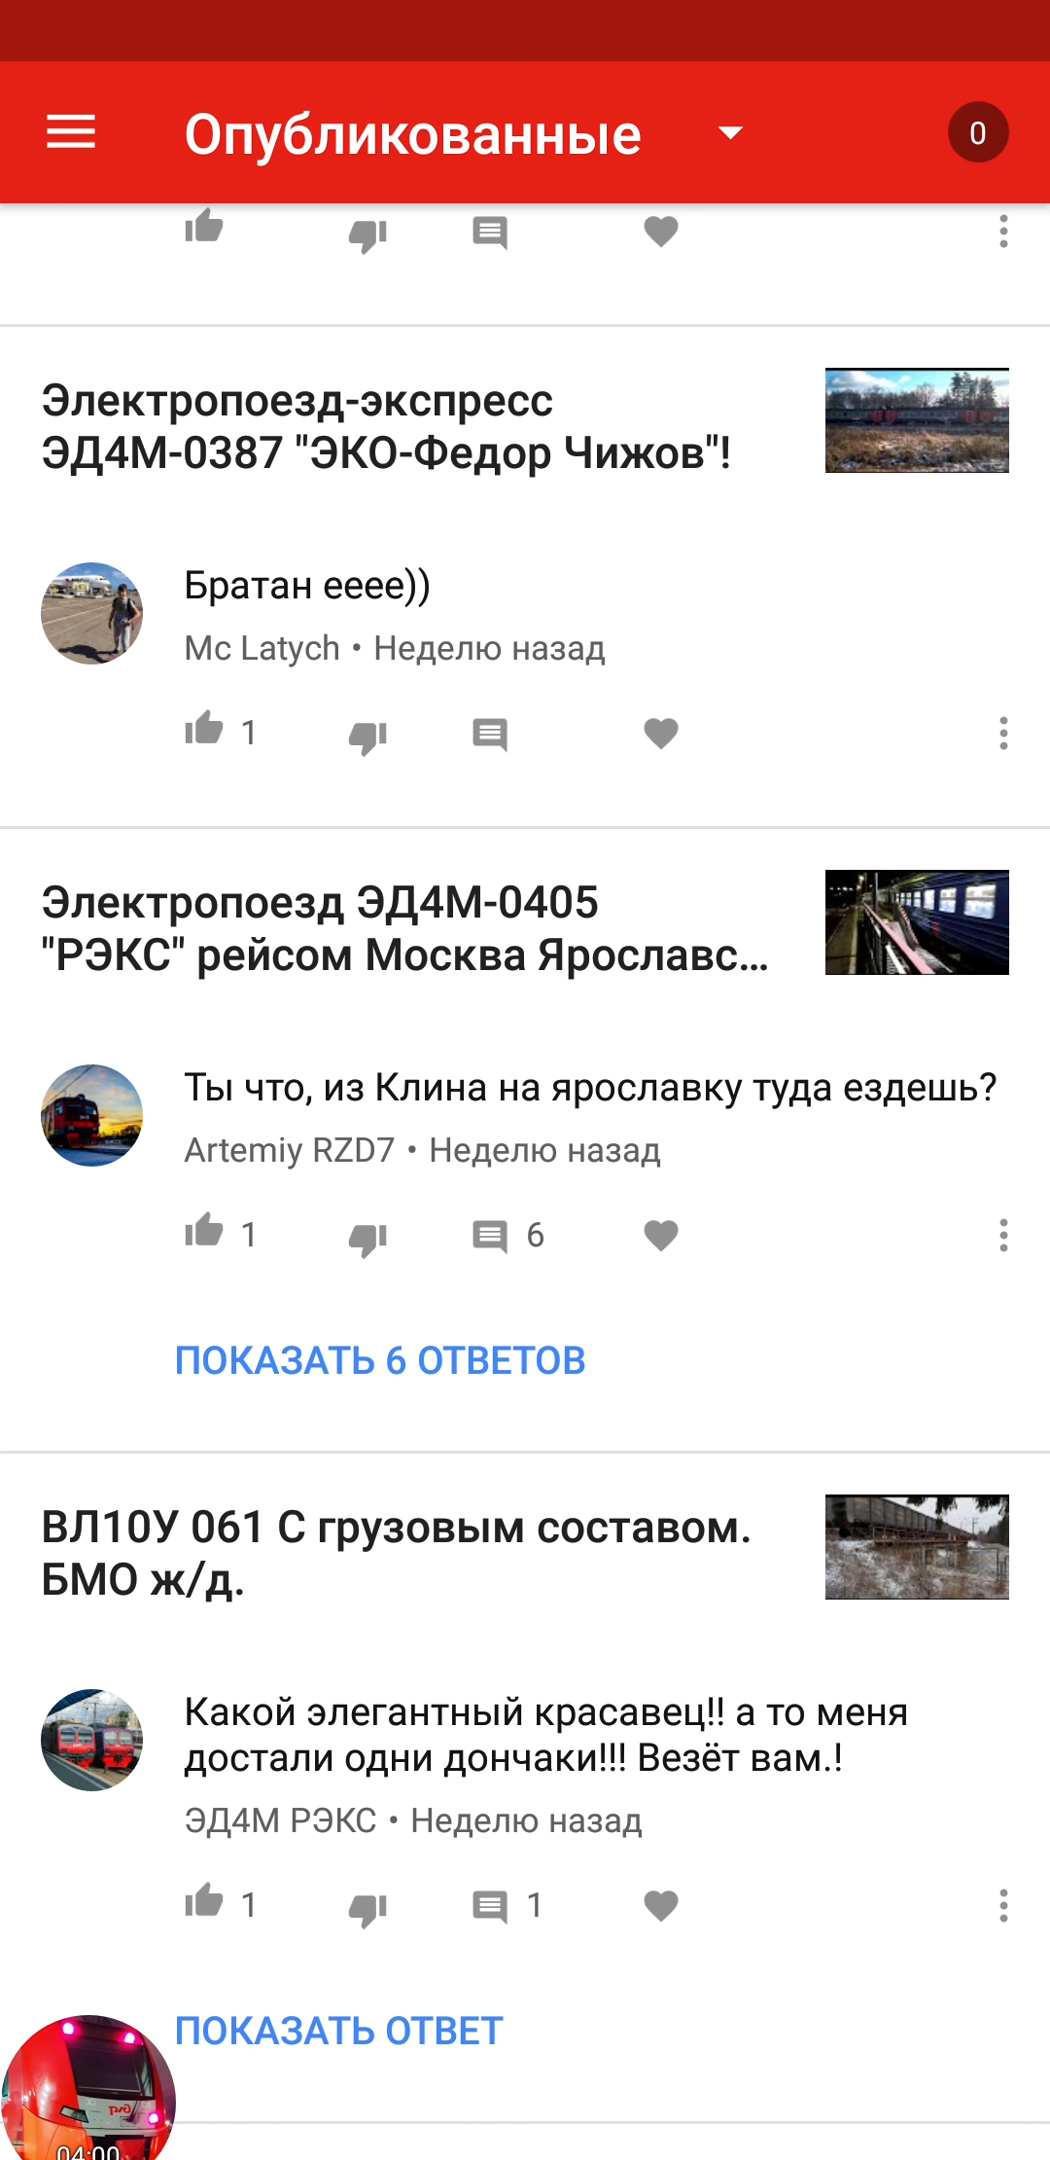 Опубликованные
0
Электропоезд-экспресс
ЭД4М-0387 "ЭКО-Федор Чижов"!
Братан ееее))
Mc Latych • Неделю назад
1
Электропоезд ЭД4М-0405
"РЭКС" рейсом Москва Ярославс...
Ты что, из Клина на ярославку туда ездешь?
Artemiy RZD7 • Неделю назад
1
6
ПОКАЗАТЬ 6 ОТВЕТОВ
ВЛ10У 061 С грузовым составом.
БМО ж/д.
Какой элегантный красавец!! а то меня
достали одни дончаки!!! Везёт вам.!
ЭД4М РЭКС • Неделю назад
1
1
ПОКАЗАТЬ ОТВЕТ
04:00